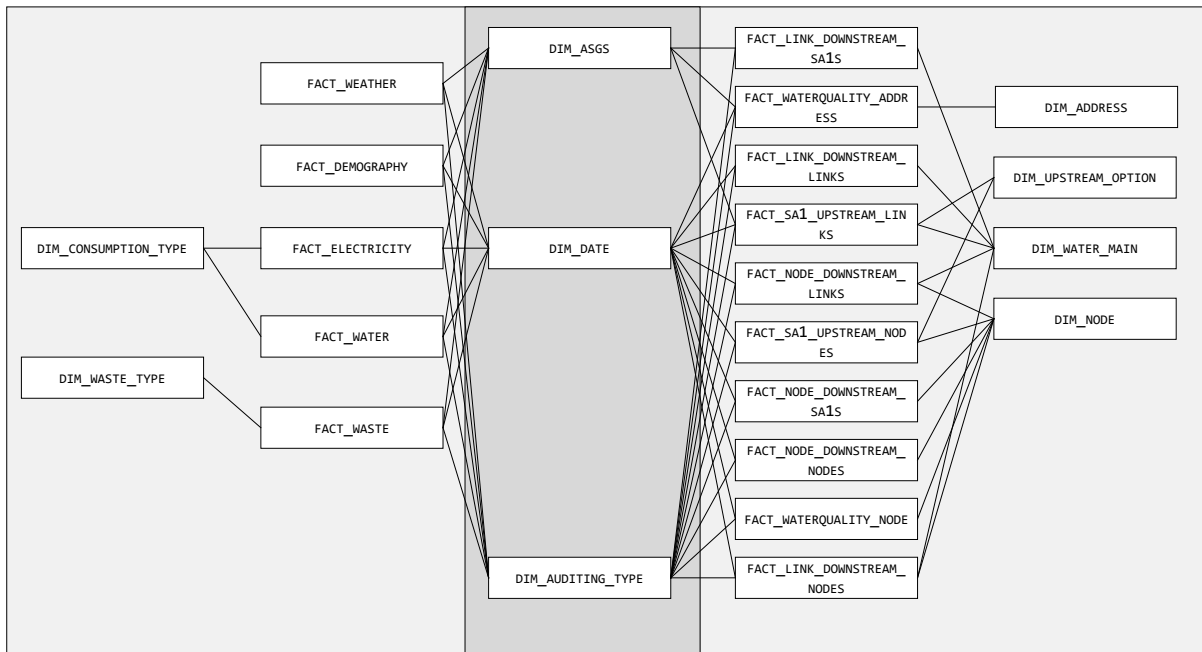 DIM_CONSUMPTION_TYPE
DIM_WASTE_TYPE
FACT_WEATHER
FACT_DEMOGRAPHY
FACT_ELECTRICITY
FACT_WATER
FACT_WASTE
DIM_ASGS
DIM_DATE
DIM_AUDITING_TYPE
FACT_LINK_DOWNSTREAM_
SA1S
FACT_WATERQUALITY_ADDR
ESS
FACT_LINK_DOWNSTREAM_
LINKS
FACT_SA1_UPSTREAM_LIN
KS
FACT_NODE_DOWNSTREAM_
LINKS
FACT_SA1_UPSTREAM_NOD
ES
FACT_NODE_DOWNSTREAM_
SA1S
FACT_NODE_DOWNSTREAM_
NODES
FACT_WATERQUALITY_NODE
FACT_LINK_DOWNSTREAM_
NODES
DIM_ADDRESS
DIM_UPSTREAM_OPTION
DIM_WATER_MAIN
DIM_NODE